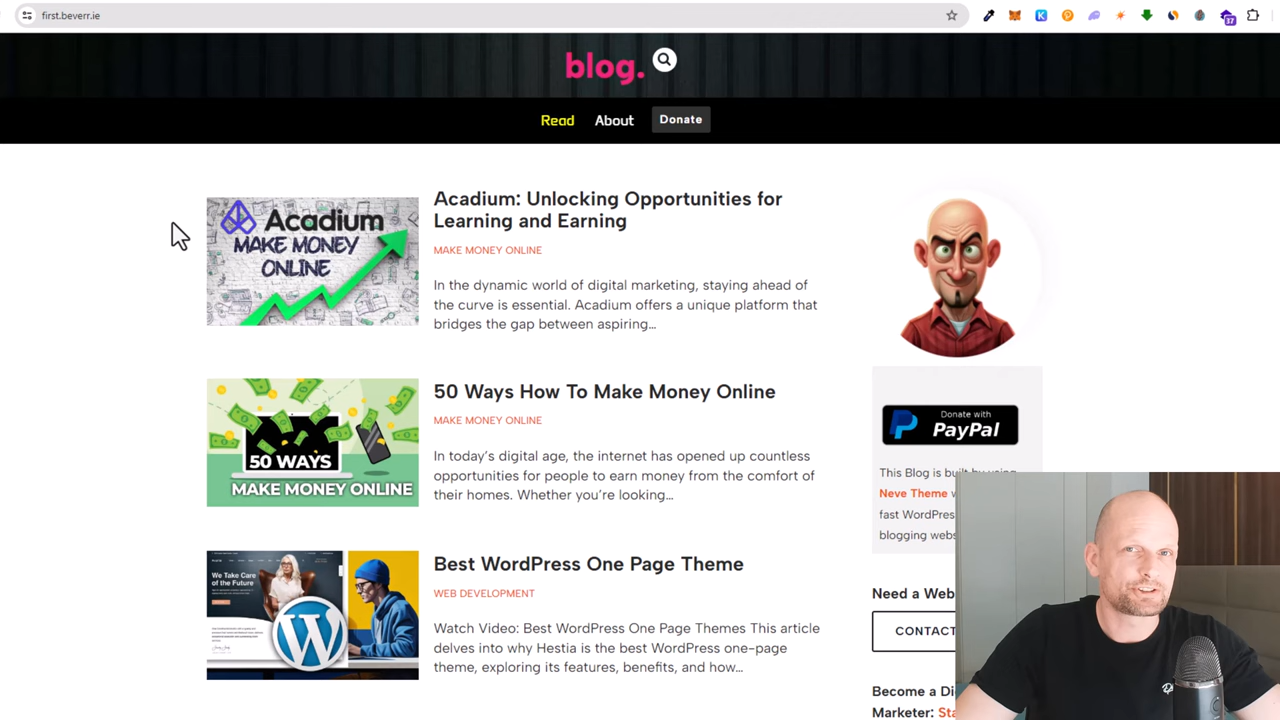 first.beverr.ie
37
blog.
Read About Donate
Acadium
MAKE MONEY
ONLINE
Acadium: Unlocking Opportunities for
Learning and Earning
MAKE MONEY ONLINE
In the dynamic world of digital marketing, staying ahead of
the curve is essential. Acadium offers a unique platform that
bridges the gap between aspiring...
50 WAYS
MAKE MONEY ONLINE
50 Ways How To Make Money Online
MAKE MONEY ONLINE
In today's digital age, the internet has opened up countless
opportunities for people to earn money from the comfort of
their homes. Whether you're looking...
We Take Care
of the Future
Best WordPress One Page Theme
WEB DEVELOPMENT
Watch Video: Best WordPress One Page Themes This article
delves into why Hestia is the best WordPress one-page
theme, exploring its features, benefits, and how...
Donate with
PayPal
This Blog is built by using
Neve Theme
fast WordPres
blogging webs
Need a Web
CONTACT
Become a Di
Marketer: Sta